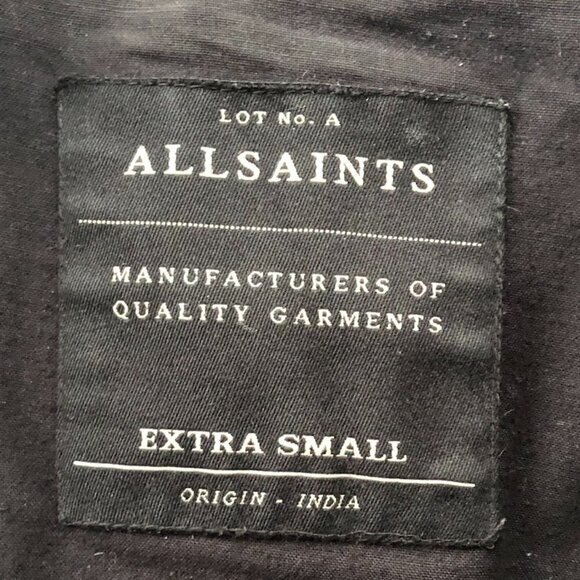 LOT No. A
ALLSAINTS
MANUFACTURERS OF
QUALITY GARMENTS
EXTRA SMALL
ORIGIN - INDIA